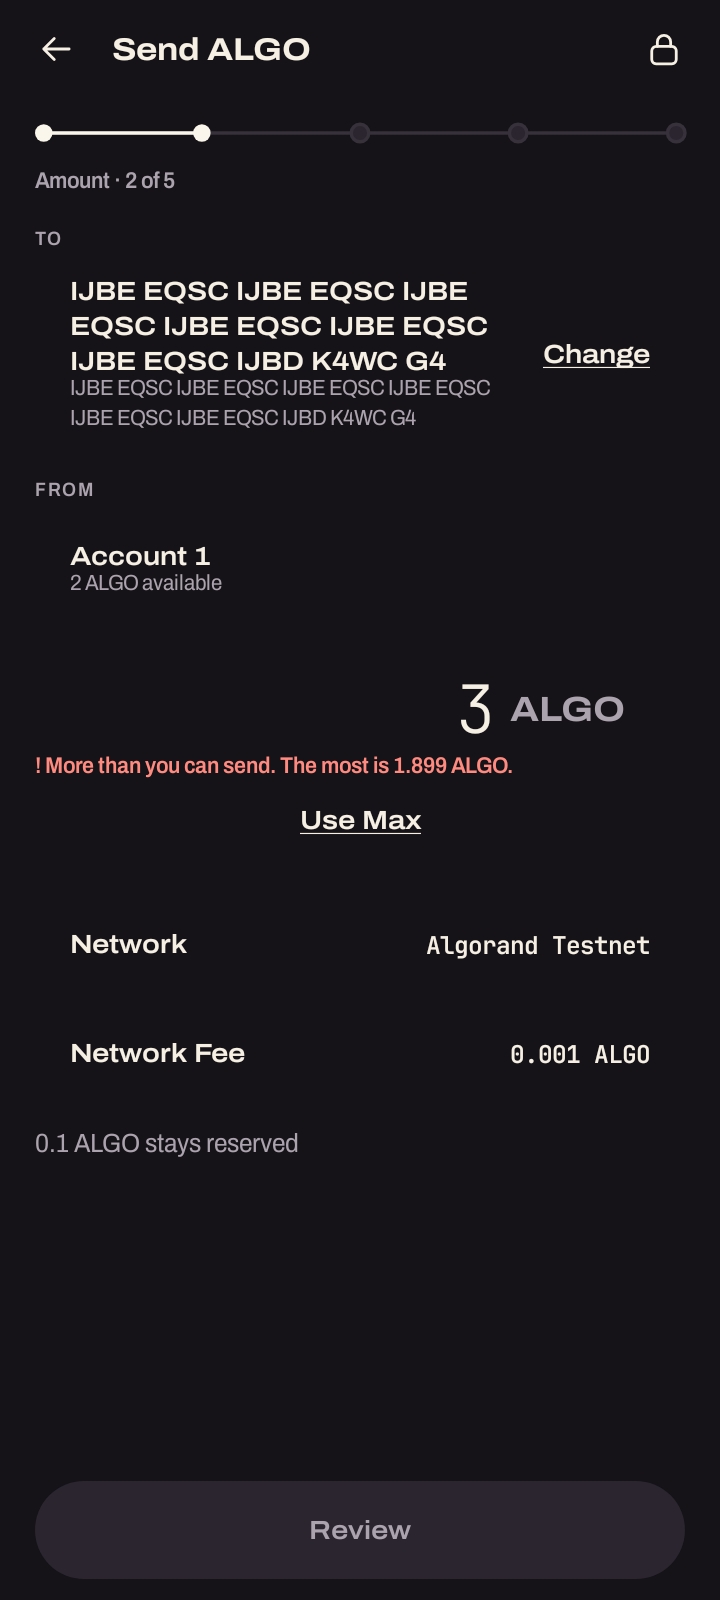 Send ALGO
Amount · 2 of 5
TO
IJBE EQSC IJBE EQSC IJBE
EQSC IJBE EQSC IJBE EQSC
IJBE EQSC IJBD K4WC G4
Change
IJBE EQSC IJBE EQSC IJBE EQSC IJBE EQSC
IJBE EQSC IJBE EQSC IJBD K4WC G4
FROM
Account 1
2 ALGO available
3 ALGO
! More than you can send. The most is 1.899 ALGO.
Use Max
Network Algorand Testnet
Network Fee 0.001 ALGO
0.1 ALGO stays reserved
Review